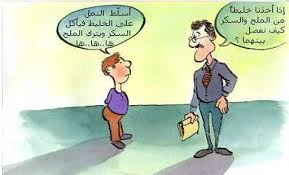 إذا أخذنا خليطاً
من الملح والسكر
كيف نفصل
بينهما ؟
أسلّط النمل
على الخليط فيأكل
السكر ويترك الملح
ها..ها..ها